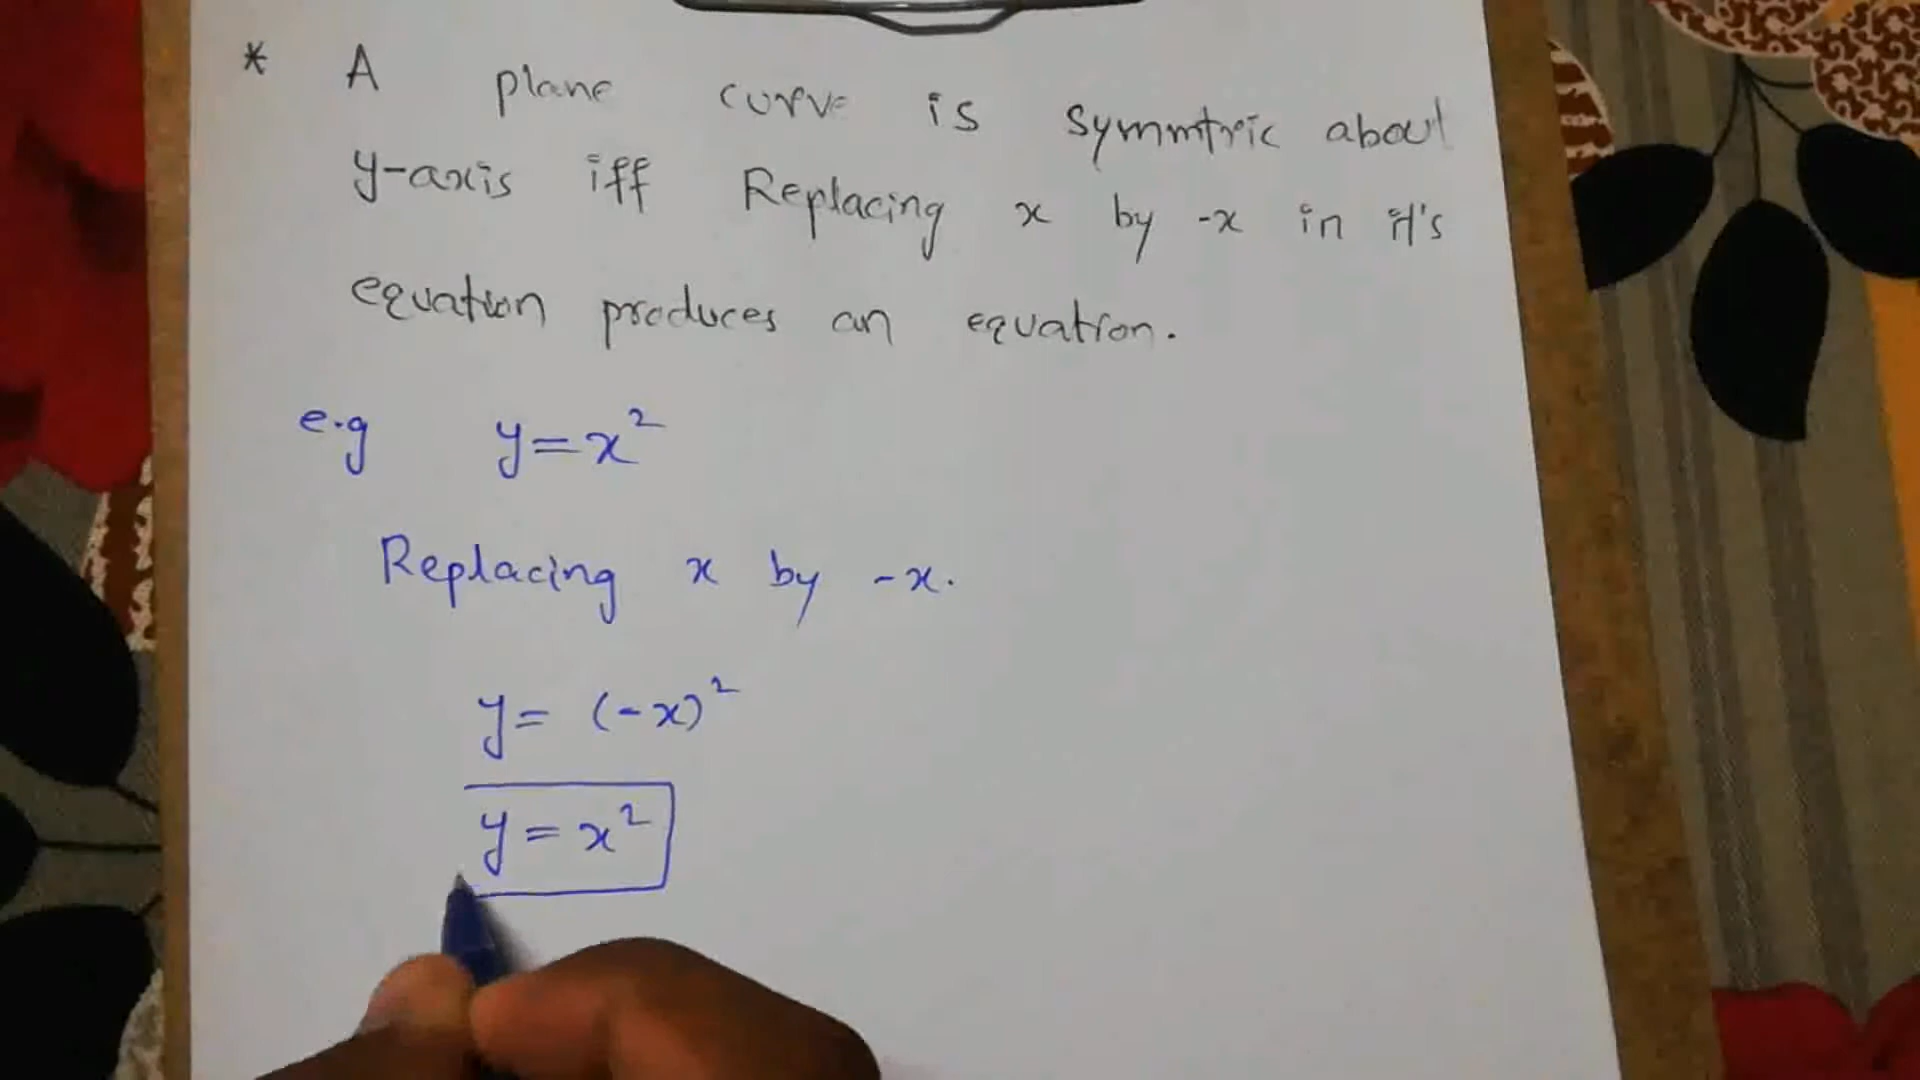 * A plane curve is symmtric about
y-axis iff Replacing x by -x in it's
equation produces an equation.
e.g y=x²
Replacing x by -x.
y= (-x)²
y = x²